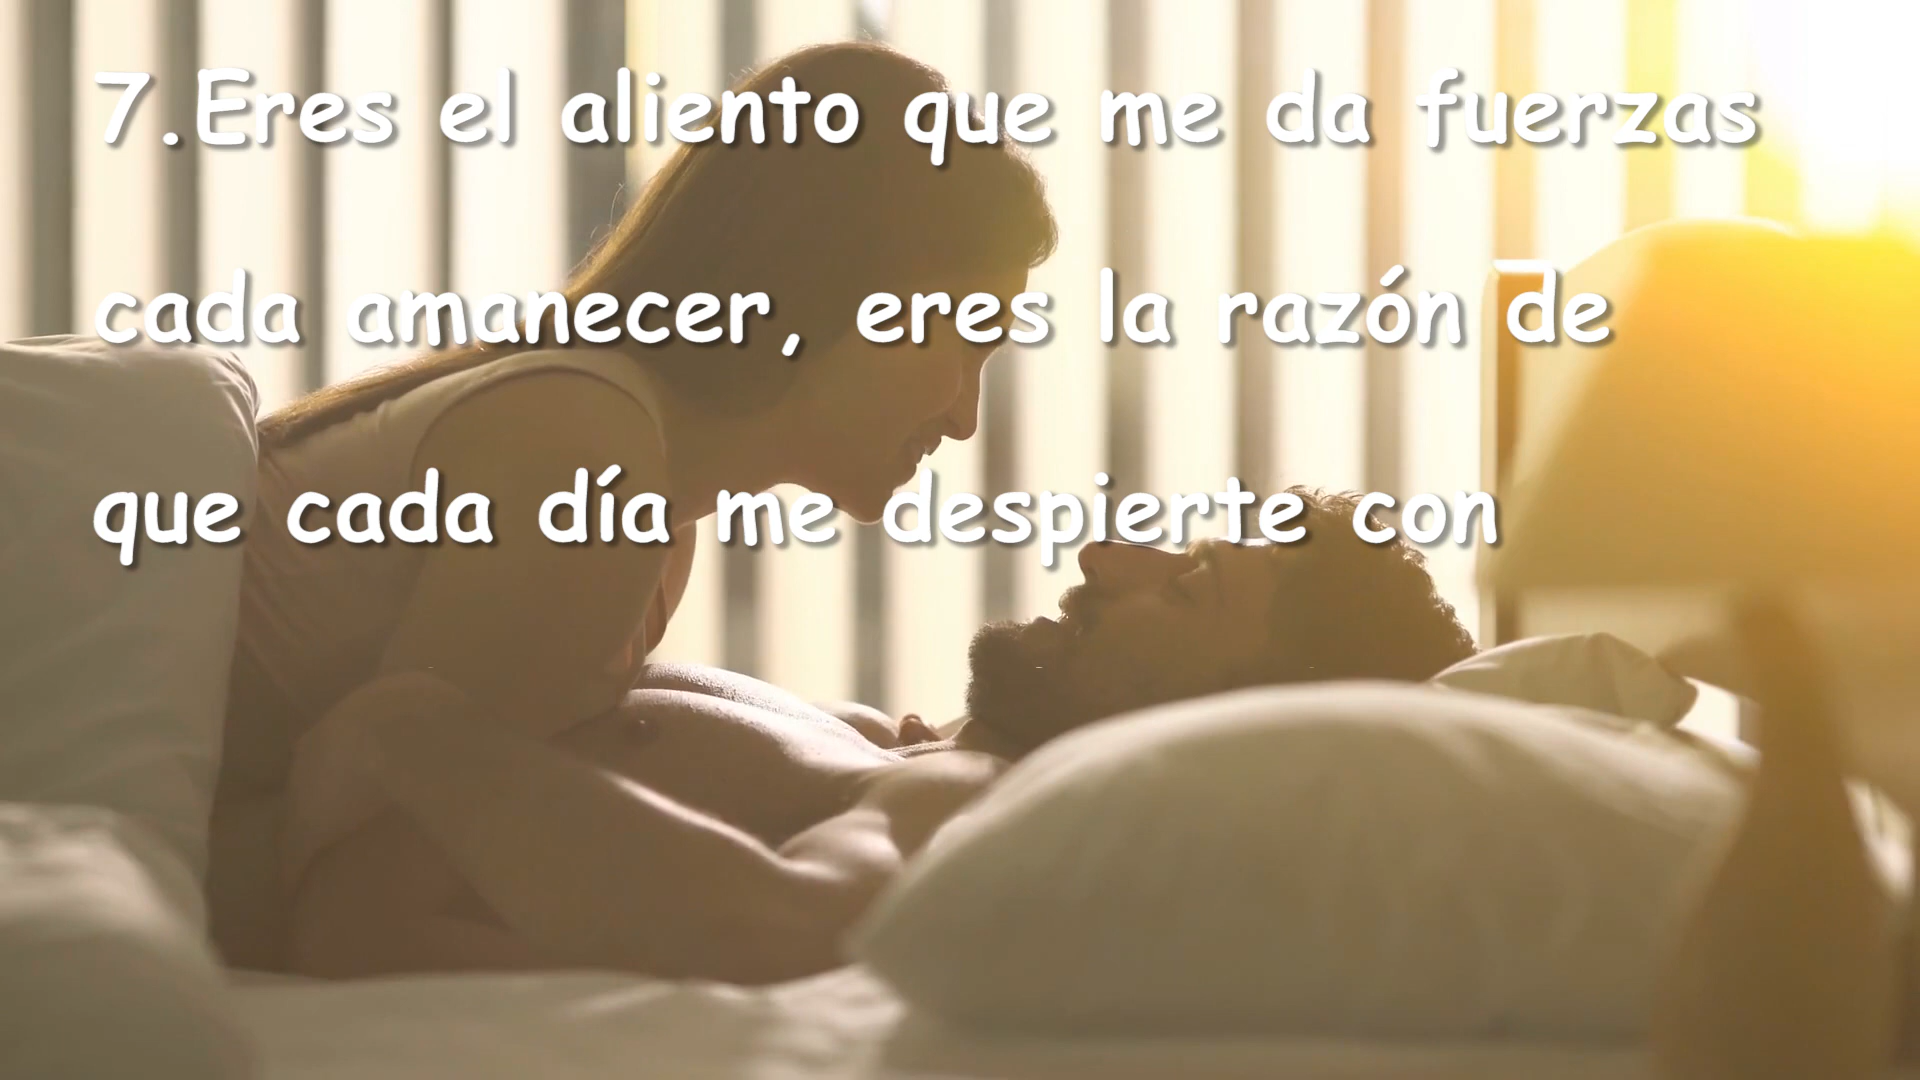 7.Eres el aliento que me da fuerzas
cada amanecer, eres la razón de
que cada día me despierte con